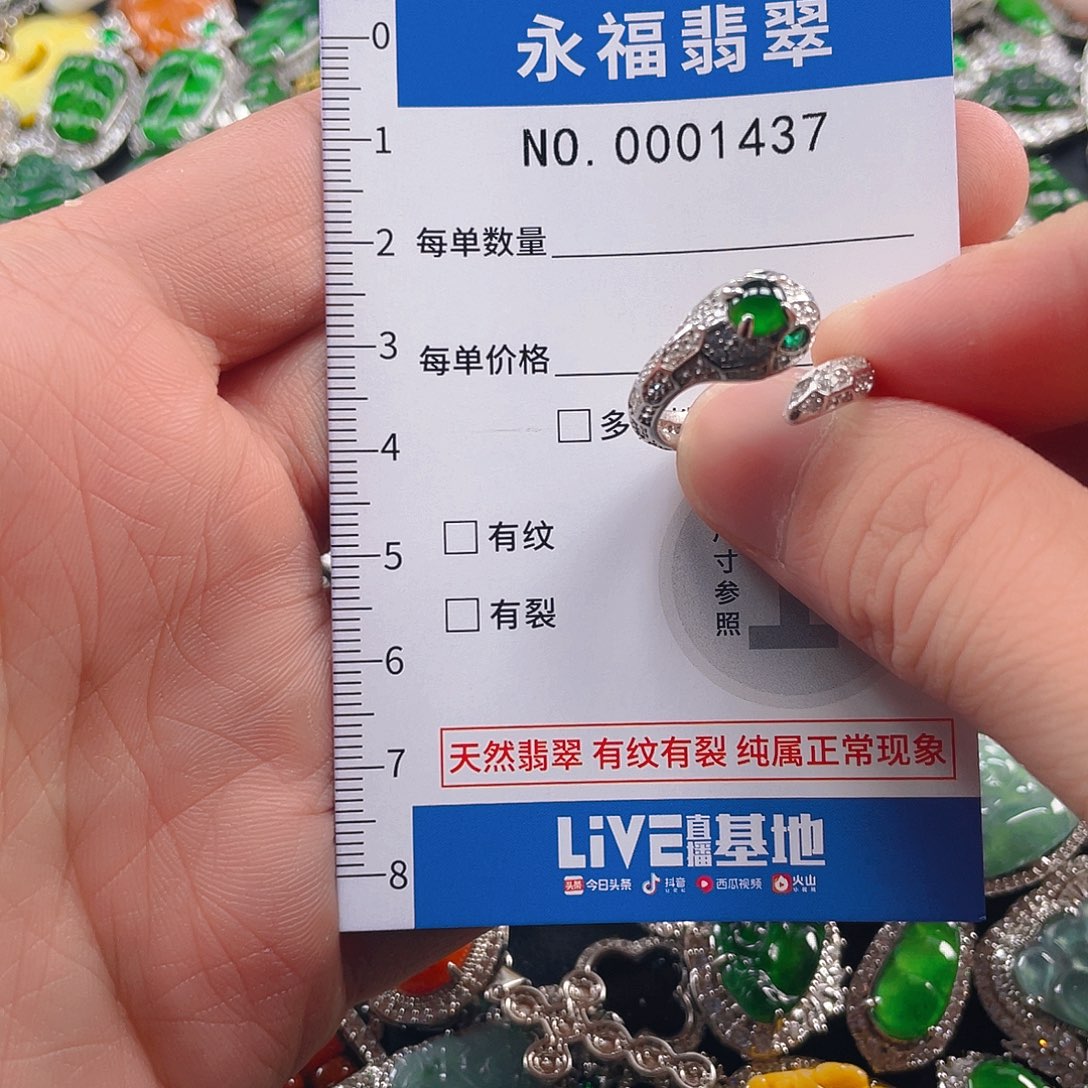 永福翡翠
NO. 0001437
每单数量
每单价格
多
有纹
有裂
寸参照
天然翡翠 有纹有裂 纯属正常现象
LiVE直播基地
头条 今日头条 抖音 西瓜视频 火山
0
1
2
3
4
5
6
7
8